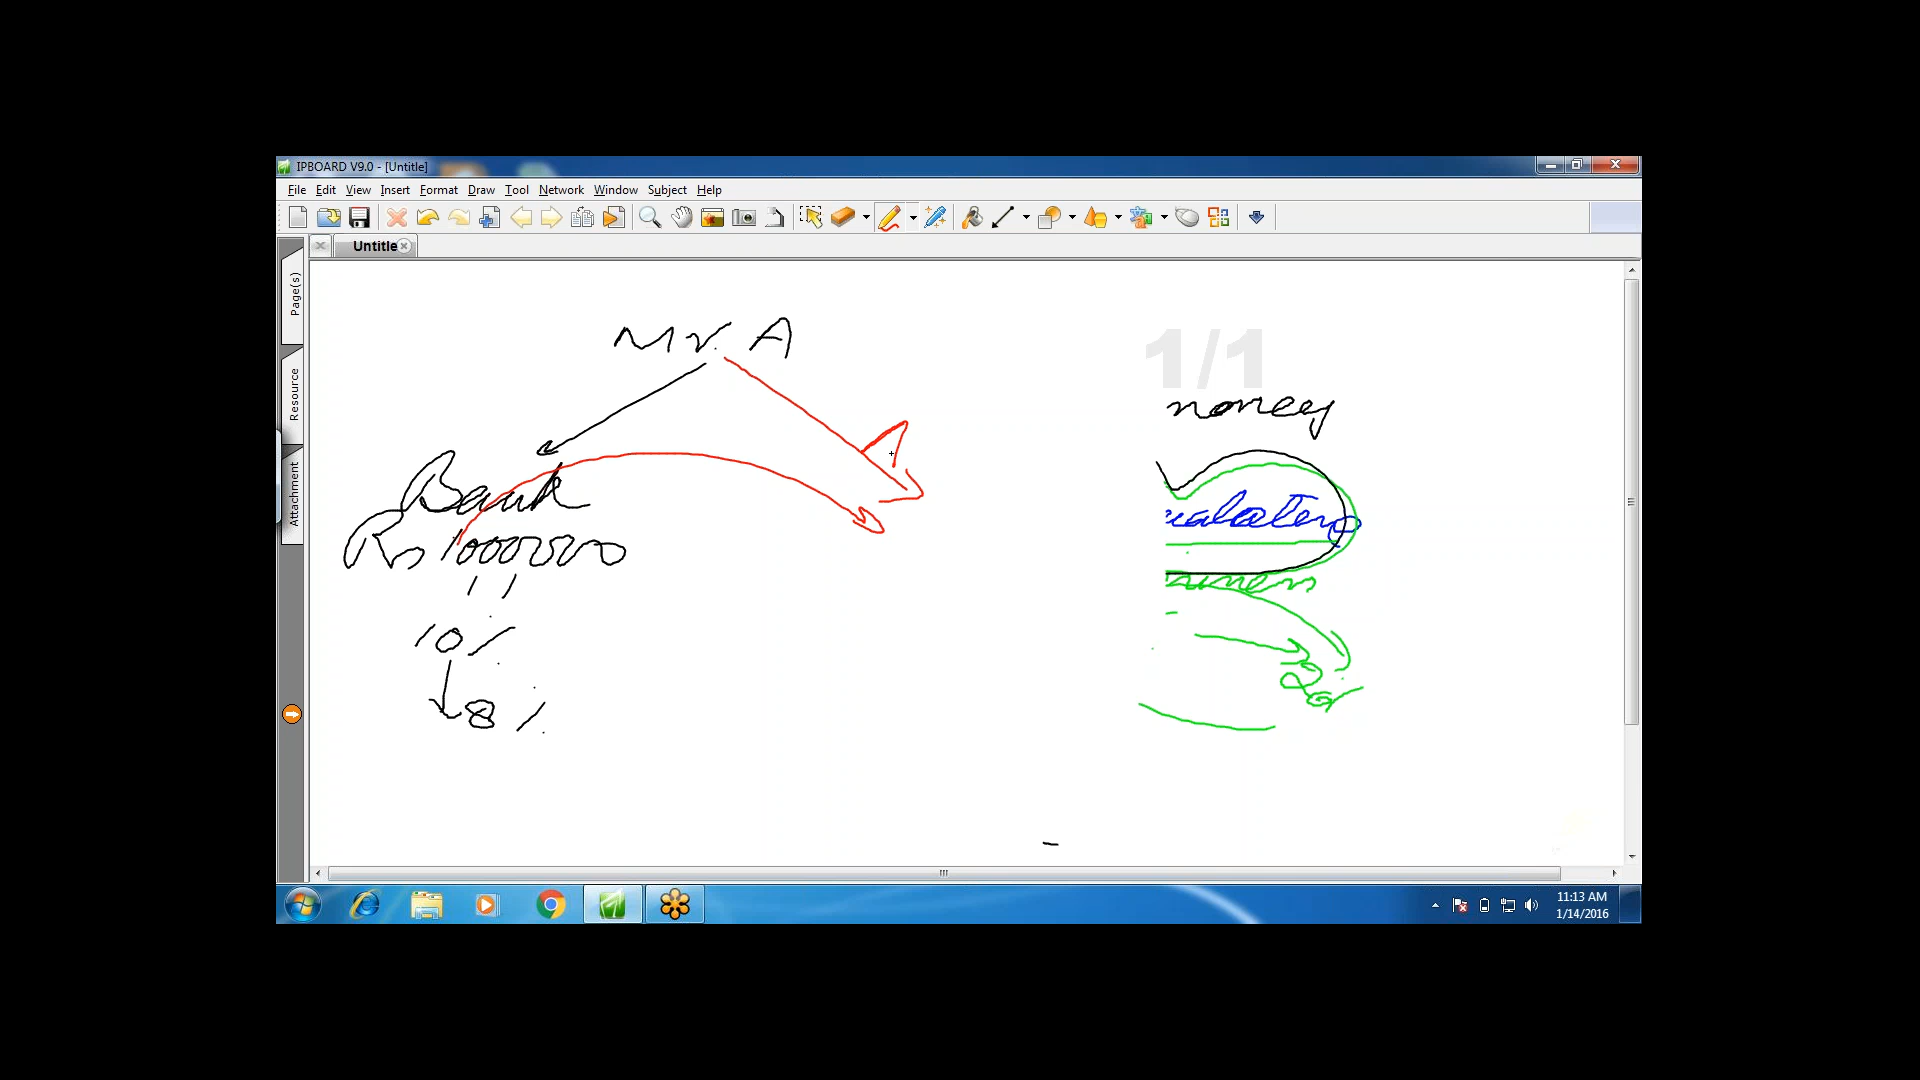 IPBOARD V9.0 - [Untitle]
File Edit View Insert Format Draw Tool Network Window Subject Help
Untitle
Page(s)
Resource
Attachment
Mr. A
1/1
money
Bank
Rs 1000000
10%
8%
11:13 AM
1/14/2016